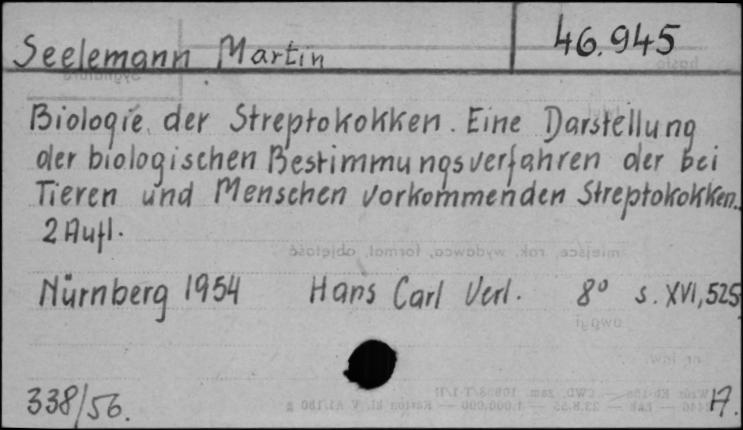 Seelemann Martin 46.945
Biologie der Streptokokken. Eine Darstellung
der biologischen Bestimmungsverfahren der bei
Tieren und Menschen vorkommenden Streptokokken.
2 Aufl.
Nürnberg 1954 Hans Carl Verl. 8° s. XVI, 525
338/56. A.